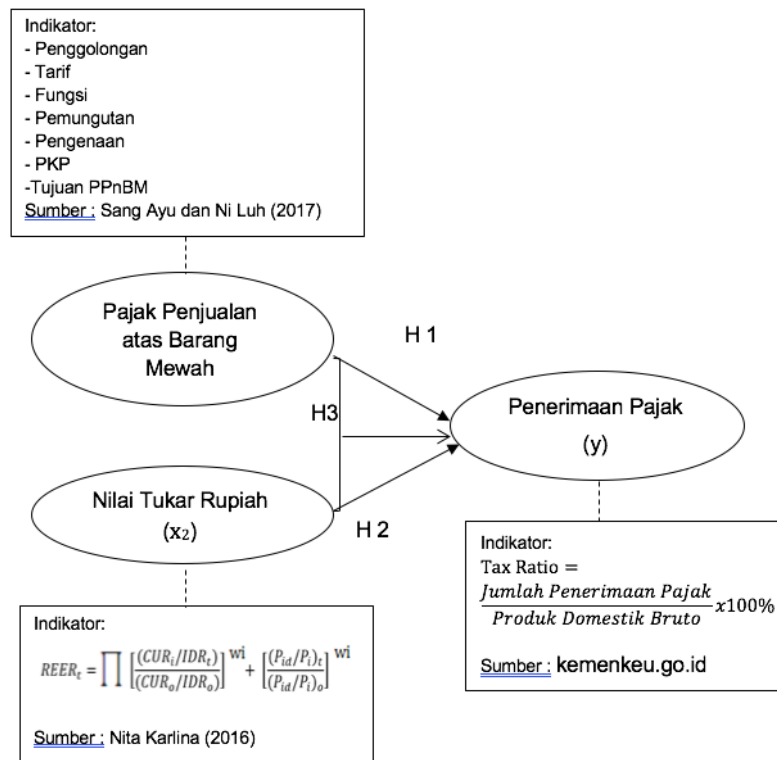 Indikator:
- Penggolongan
- Tarif
- Fungsi
- Pemungutan
- Pengenaan
- PKP
-Tujuan PPnBM
Sumber : Sang Ayu dan Ni Luh (2017)
Pajak Penjualan
atas Barang
Mewah
H 1
H3
Penerimaan Pajak
(y)
Nilai Tukar Rupiah
(x₂)
H 2
Indikator:
Tax Ratio =
Jumlah Penerimaan Pajak
Produk Domestik Bruto x100%
Sumber : kemenkeu.go.id
Indikator:
REERₜ = ∏ [(CURᵢ/IDRₜ)/(CURₒ/IDRₒ)]^wi + [(Pid/Pi)ₜ/(Pid/Pi)ₒ]^wi
Sumber : Nita Karlina (2016)